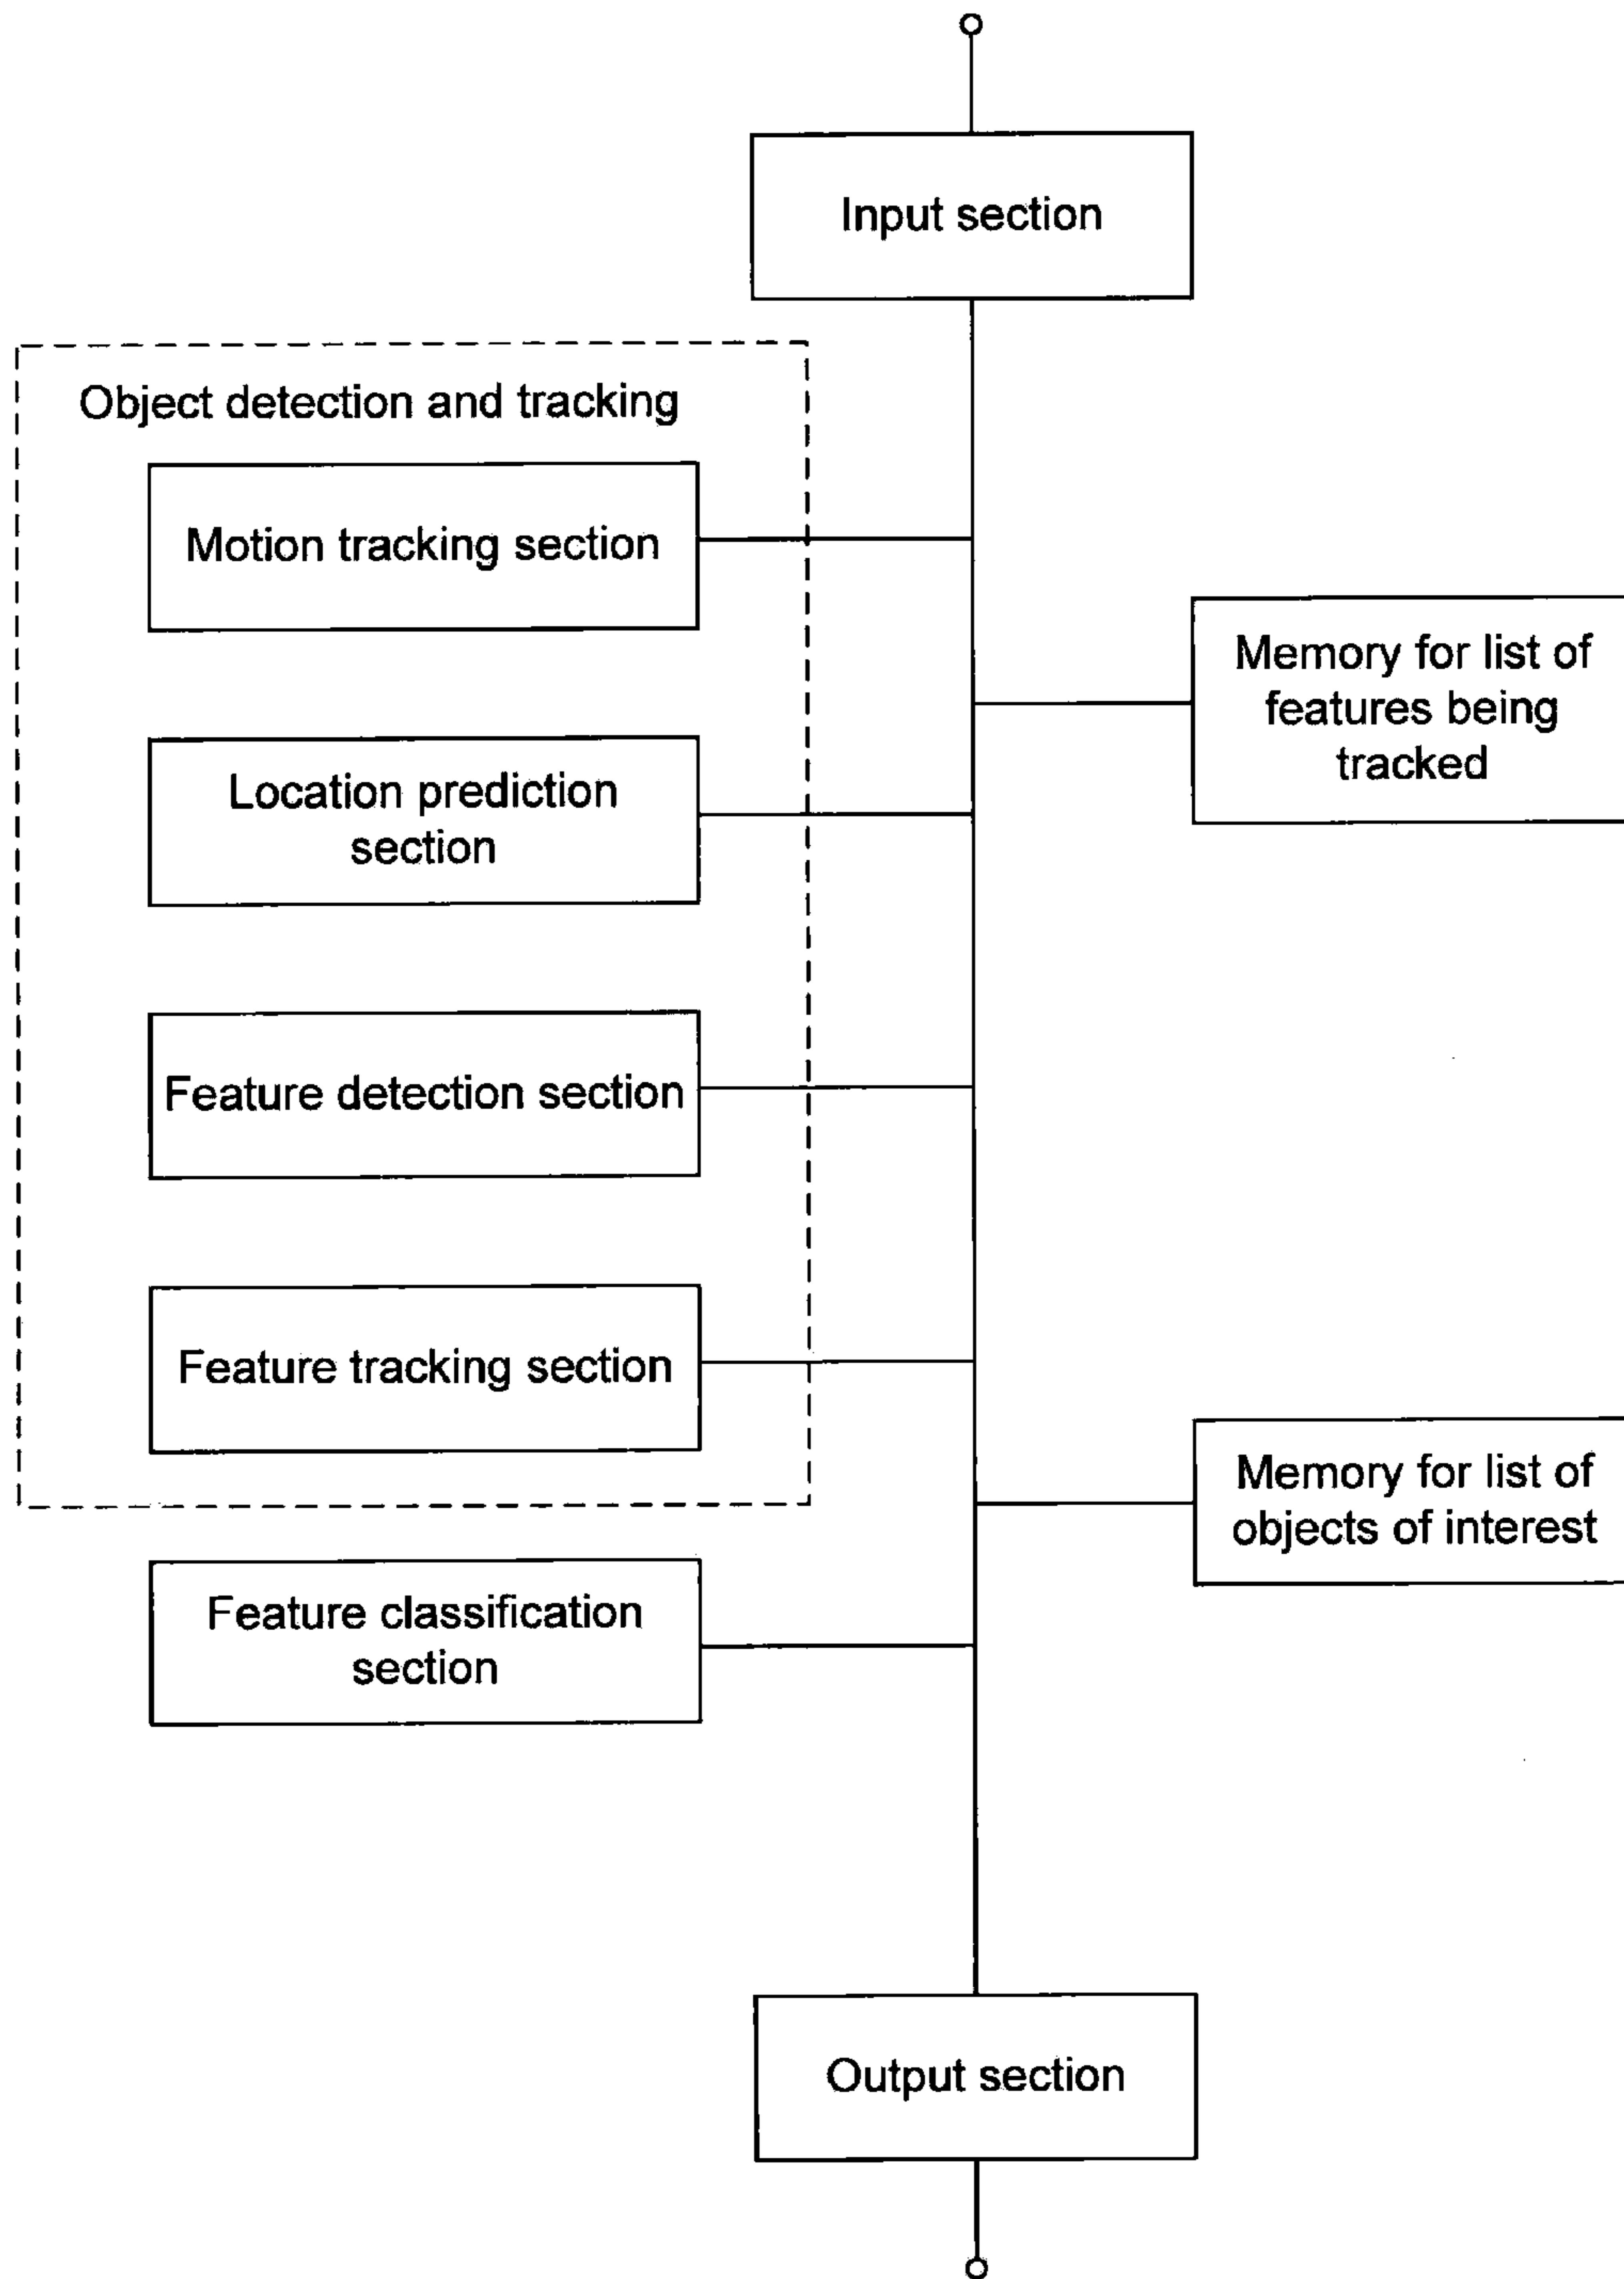 Input section
Object detection and tracking
Motion tracking section
Memory for list of
features being
tracked
Location prediction
section
Feature detection section
Feature tracking section
Memory for list of
objects of interest
Feature classification
section
Output section